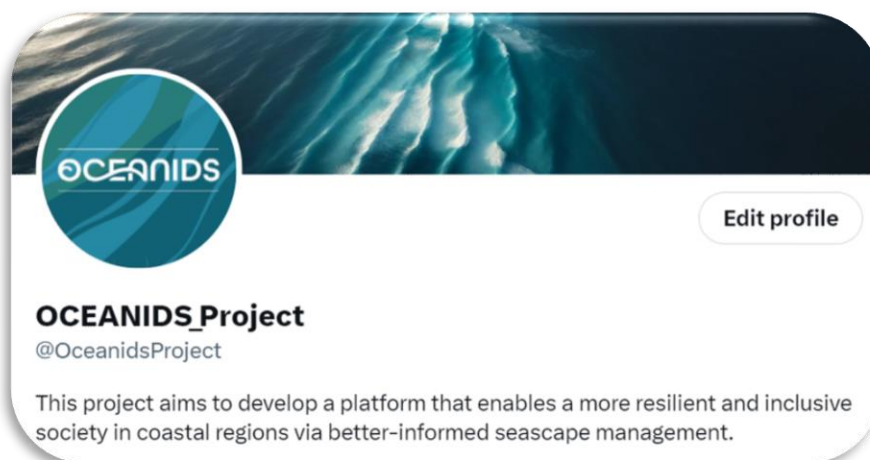 OCEANIDS
Edit profile
OCEANIDS_Project
@OceanidsProject
This project aims to develop a platform that enables a more resilient and inclusive
society in coastal regions via better-informed seascape management.